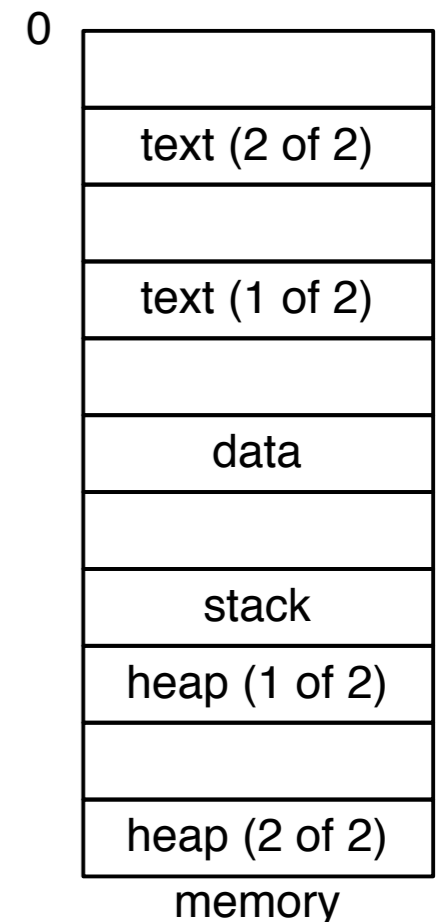 0
text (2 of 2)
text (1 of 2)
data
stack
heap (1 of 2)
heap (2 of 2)
memory